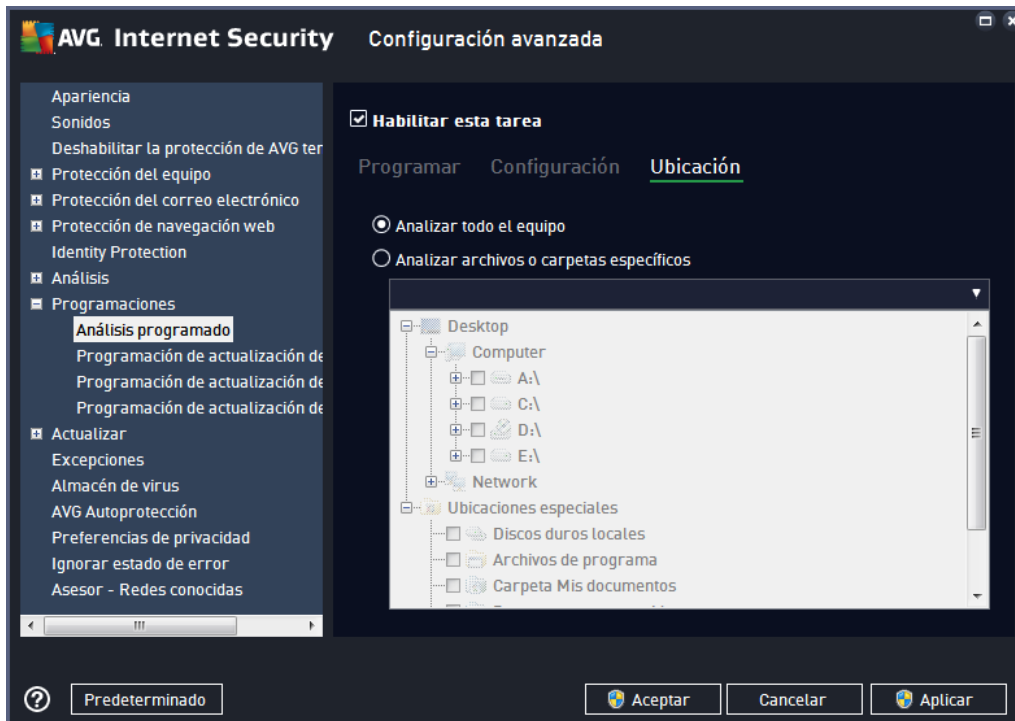 AVG Internet Security Configuración avanzada
Apariencia
Sonidos
Deshabilitar la protección de AVG ter
Protección del equipo
Protección del correo electrónico
Protección de navegación web
Identity Protection
Análisis
Programaciones
Análisis programado
Programación de actualización de
Programación de actualización de
Programación de actualización de
Actualizar
Excepciones
Almacén de virus
AVG Autoprotección
Preferencias de privacidad
Ignorar estado de error
Asesor - Redes conocidas
Habilitar esta tarea
Programar Configuración Ubicación
Analizar todo el equipo
Analizar archivos o carpetas específicos
Desktop
Computer
A:\
C:\
D:\
E:\
Network
Ubicaciones especiales
Discos duros locales
Archivos de programa
Carpeta Mis documentos
Predeterminado
Aceptar
Cancelar
Aplicar